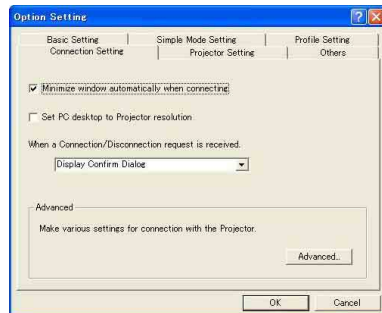 Option Setting
Basic Setting Simple Mode Setting Profile Setting
Connection Setting Projector Setting Others
Minimize window automatically when connecting
Set PC desktop to Projector resolution
When a Connection/Disconnection request is received.
Display Confirm Dialog
Advanced
Make various settings for connection with the Projector.
Advanced...
OK Cancel